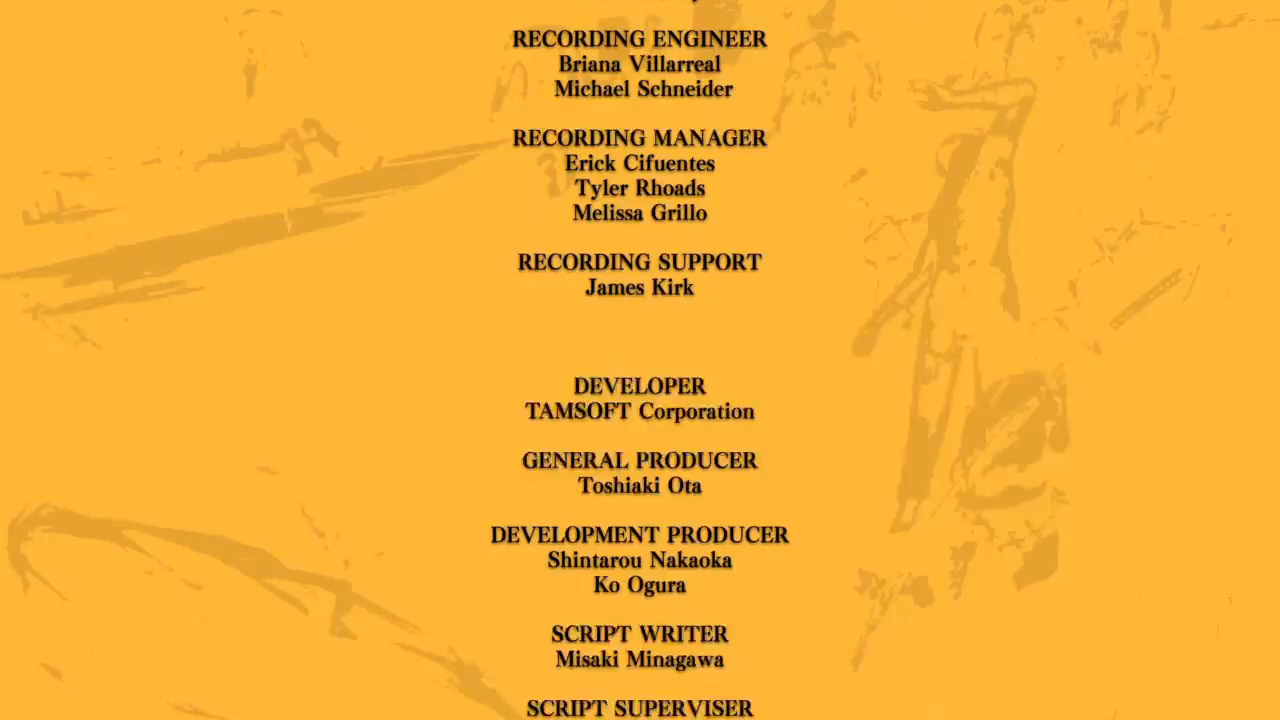 RECORDING ENGINEER
Briana Villarreal
Michael Schneider
RECORDING MANAGER
Erick Cifuentes
Tyler Rhoads
Melissa Grillo
RECORDING SUPPORT
James Kirk
DEVELOPER
TAMSOFT Corporation
GENERAL PRODUCER
Toshiaki Ota
DEVELOPMENT PRODUCER
Shintarou Nakaoka
Ko Ogura
SCRIPT WRITER
Misaki Minagawa
SCRIPT SUPERVISER